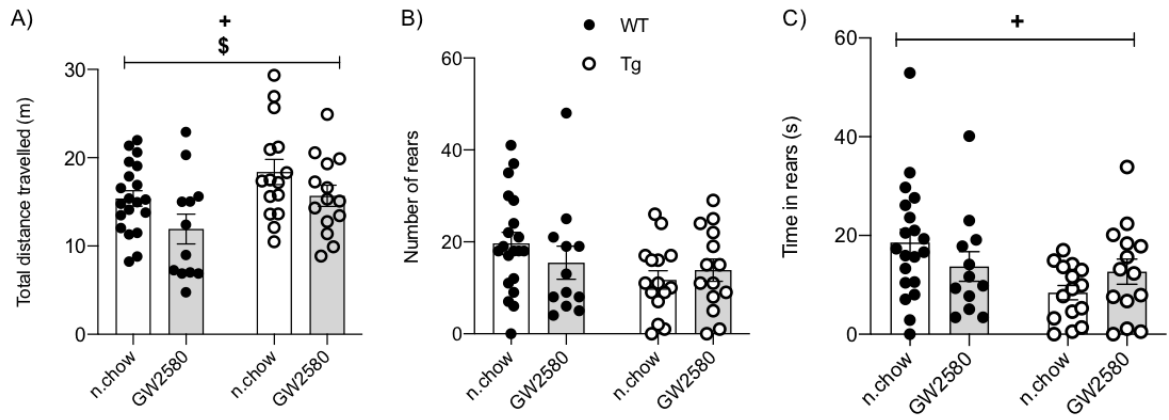 A)
+
$
Total distance travelled (m)
30
20
10
0
n.chow
GW2580
n.chow
GW2580
B)
WT
Tg
Number of rears
60
40
20
0
n.chow
GW2580
n.chow
GW2580
C)
+
Time in rears (s)
60
40
20
0
n.chow
GW2580
n.chow
GW2580